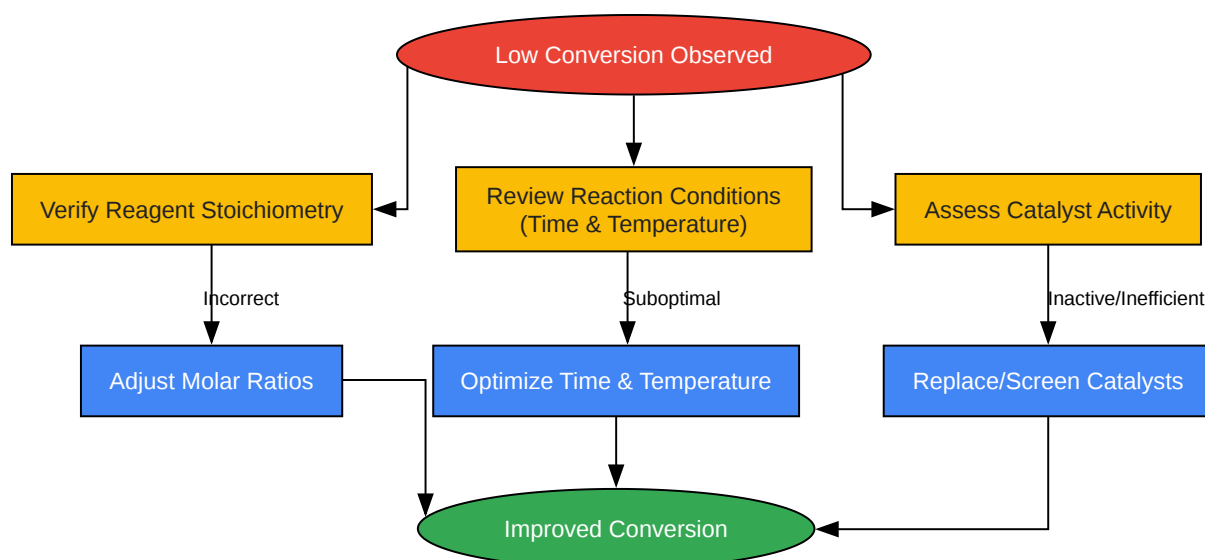 Low Conversion Observed
Verify Reagent Stoichiometry
Review Reaction Conditions
(Time & Temperature)
Assess Catalyst Activity
Incorrect
Suboptimal
Inactive/Inefficient
Adjust Molar Ratios
Optimize Time & Temperature
Replace/Screen Catalysts
Improved Conversion